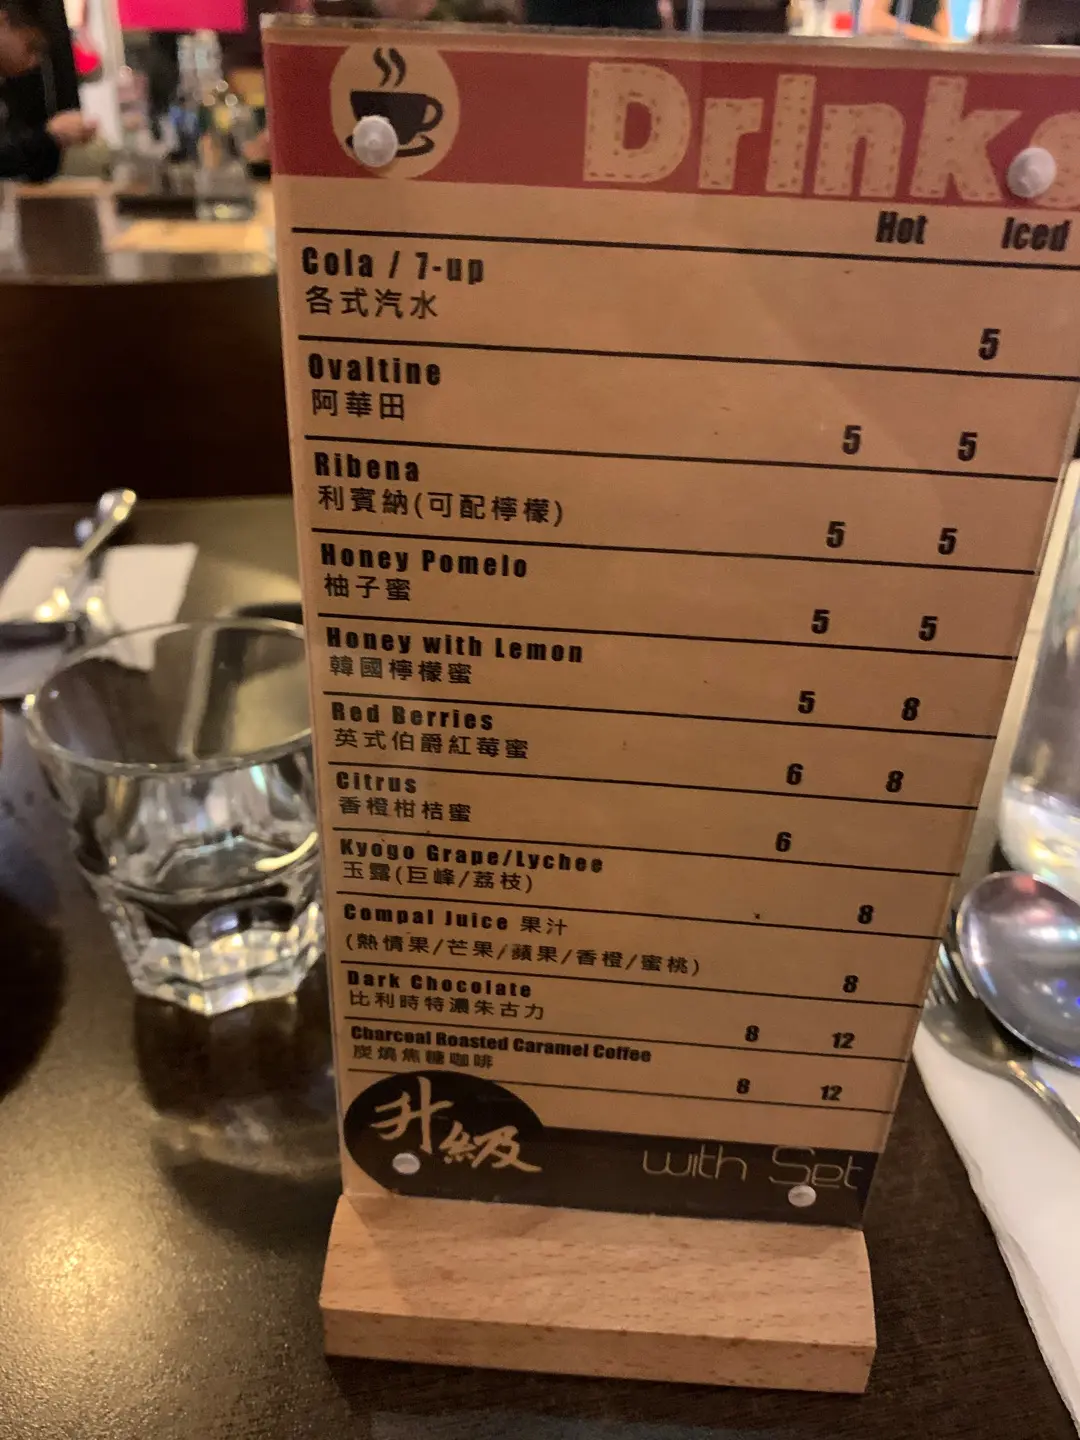 Drinks
Hot Iced
Cola / 7-up
各式汽水
5
Ovaltine
阿華田
5 5
Ribena
利賓納(可配檸檬)
5 5
Honey Pomelo
柚子蜜
5 5
Honey with Lemon
韓國檸檬蜜
5 8
Red Berries
英式伯爵紅莓蜜
6 8
Citrus
香橙柑桔蜜
6
Kyogo Grape/Lychee
玉露(巨峰/荔枝)
8
Compal Juice 果汁
(熱情果/芒果/蘋果/香橙/蜜桃)
8
Dark Chocolate
比利時特濃朱古力
8 12
Charcoal Roasted Caramel Coffee
炭燒焦糖咖啡
8 12
升級
with Set